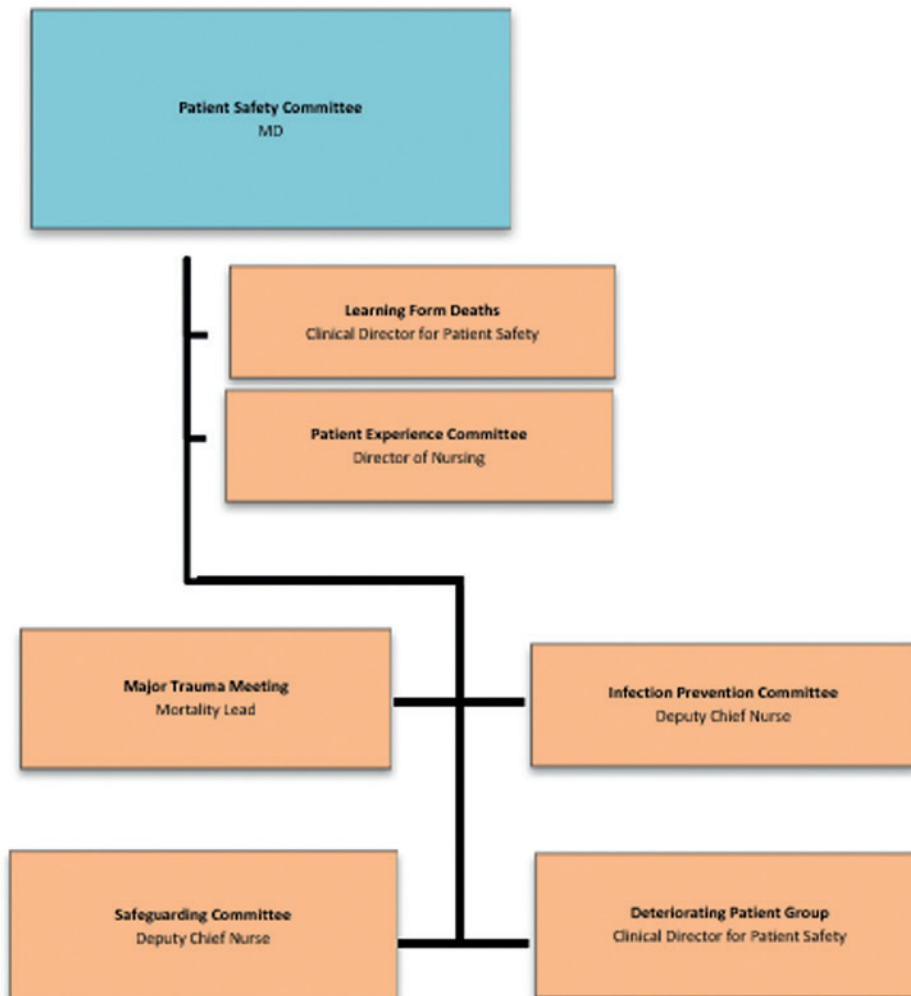 Patient Safety Committee
MD
Learning Form Deaths
Clinical Director for Patient Safety
Patient Experience Committee
Director of Nursing
Major Trauma Meeting
Mortality Lead
Infection Prevention Committee
Deputy Chief Nurse
Safeguarding Committee
Deputy Chief Nurse
Deteriorating Patient Group
Clinical Director for Patient Safety